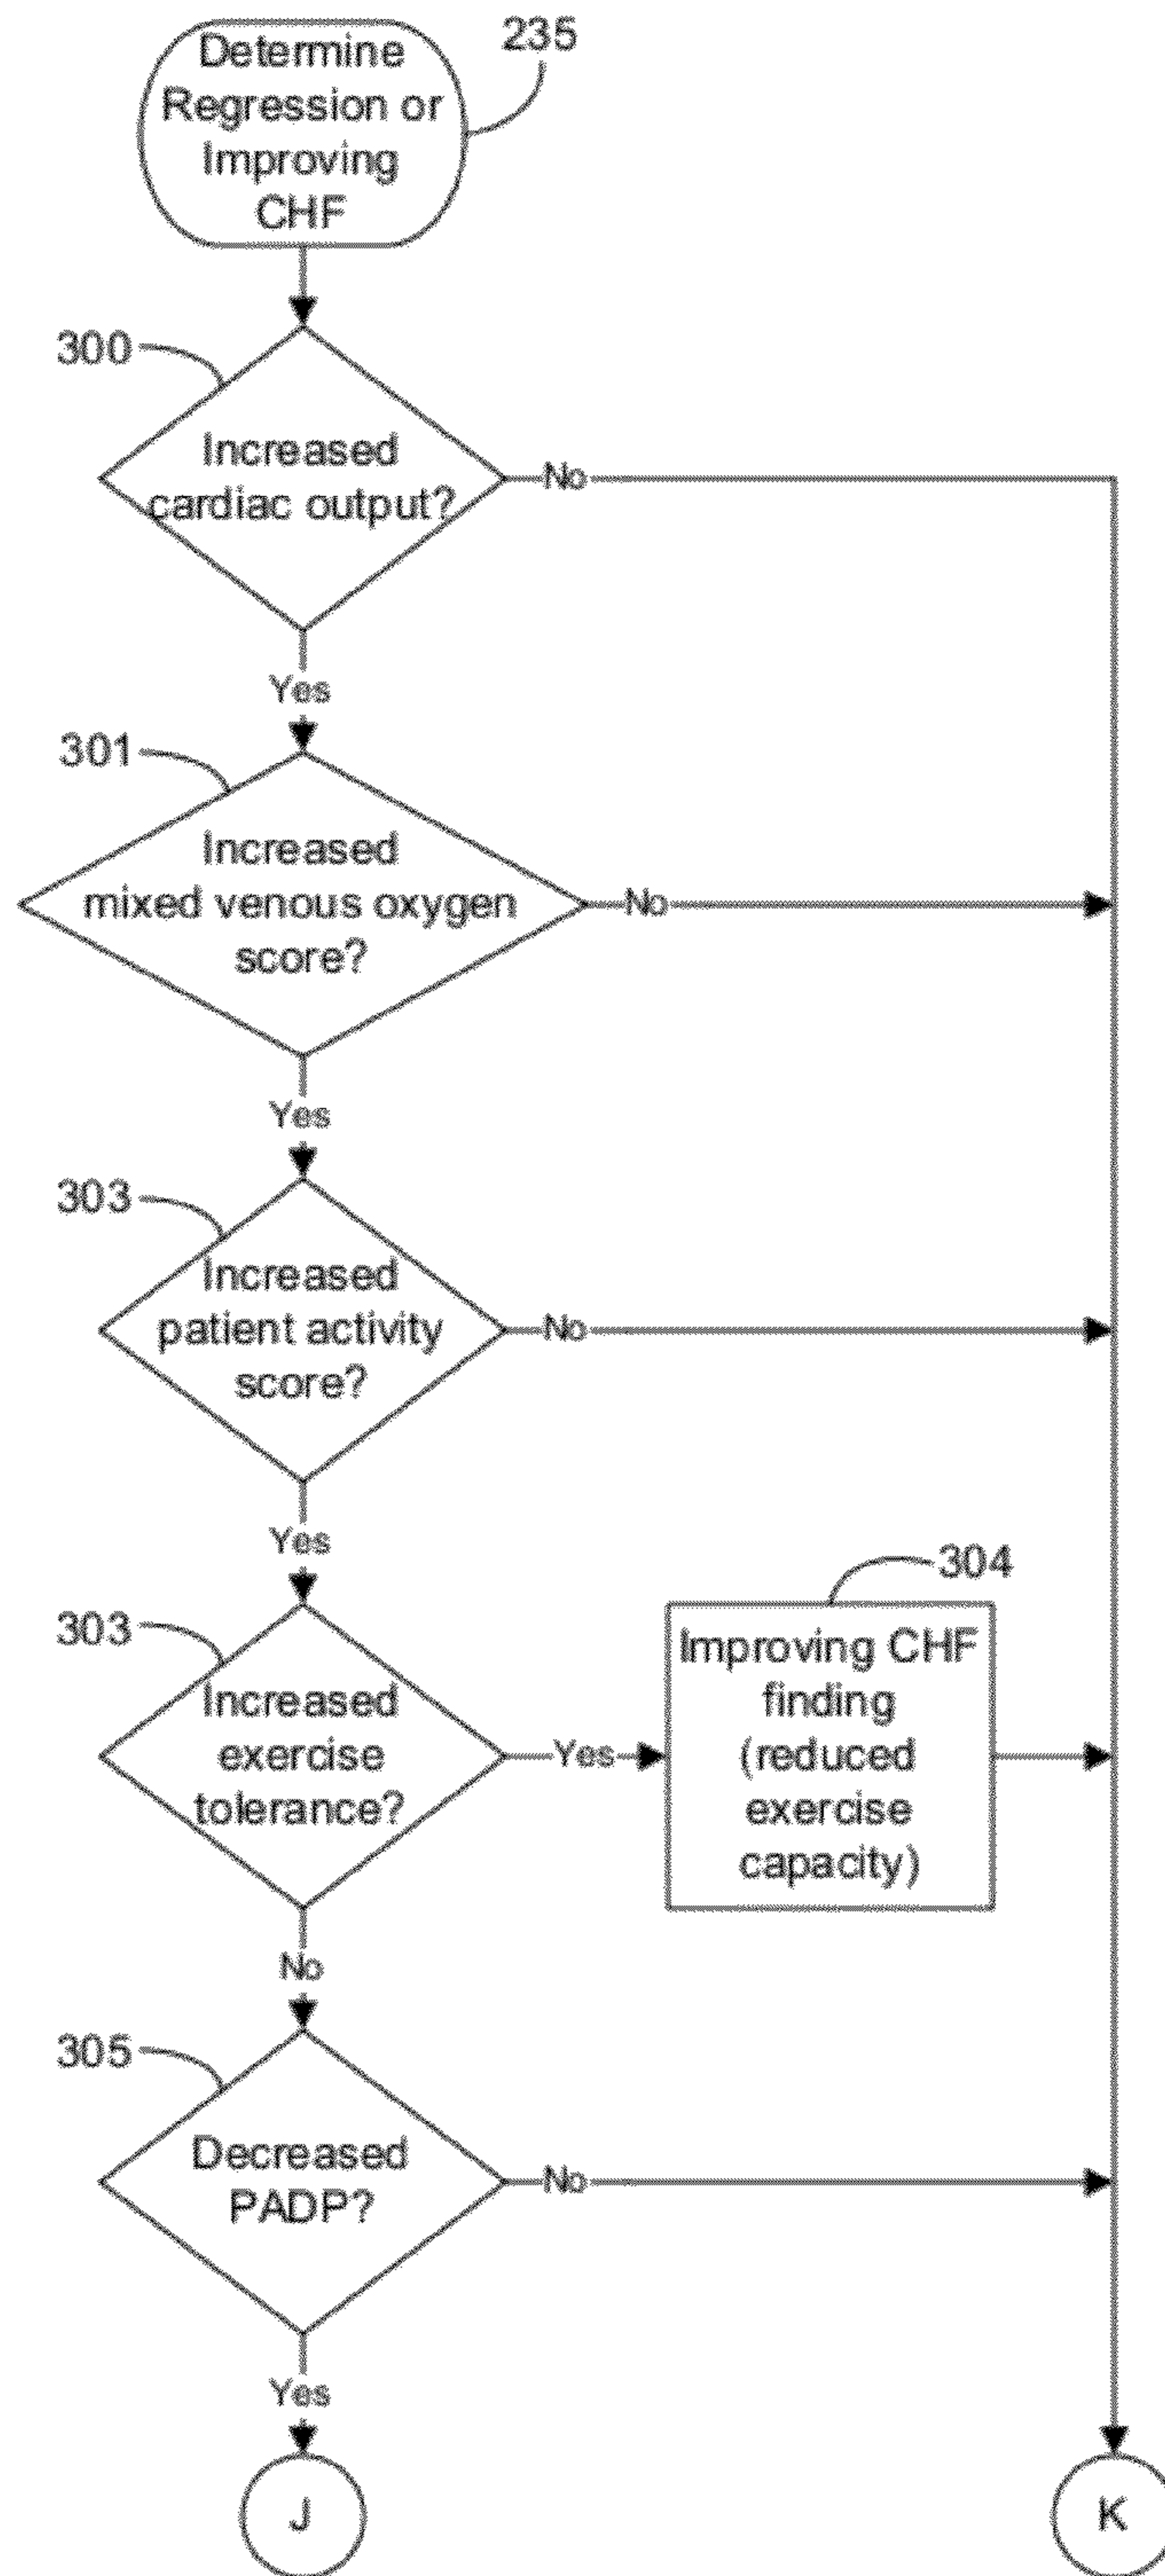 Determine
Regression or
Improving
CHF
235
300
Increased
cardiac output?
No
Yes
301
Increased
mixed venous oxygen
score?
No
Yes
303
Increased
patient activity
score?
No
Yes
303
Increased
exercise
tolerance?
Yes
304
Improving CHF
finding
(reduced
exercise
capacity)
No
305
Decreased
PADP?
No
Yes
J
K